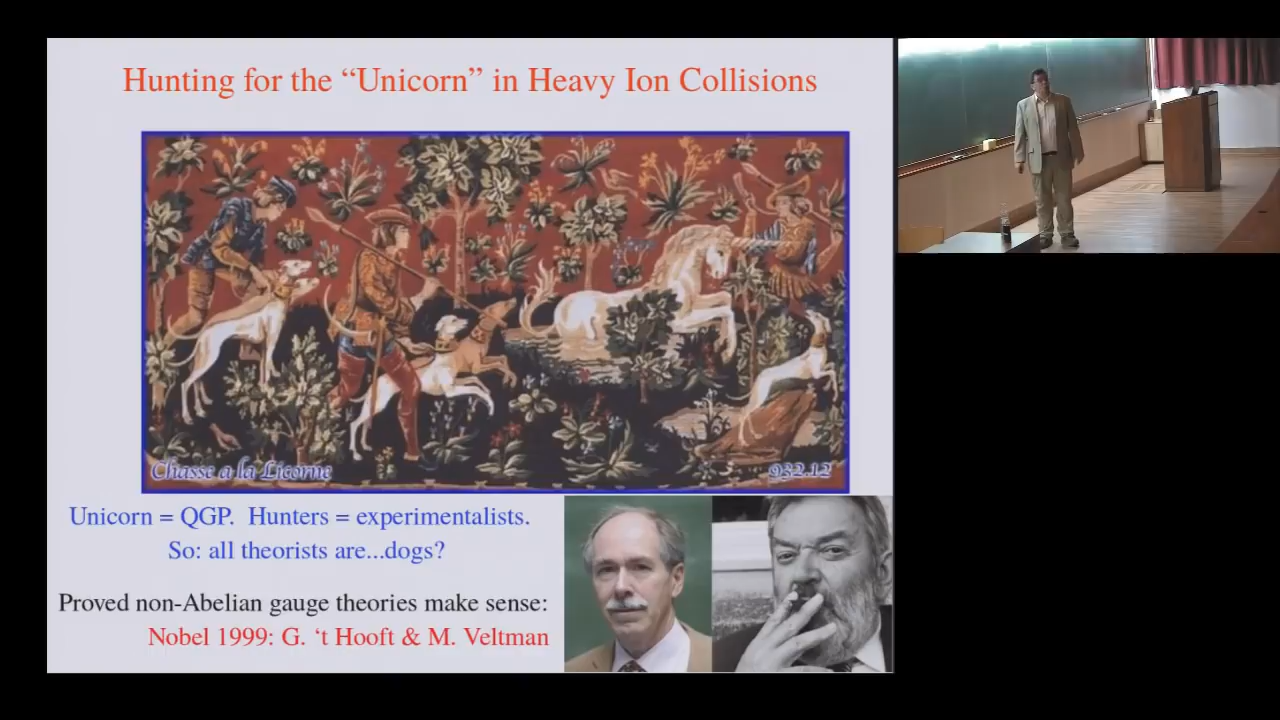 Hunting for the “Unicorn” in Heavy Ion Collisions
Chasse a la Licorne
932.12
Unicorn = QGP.  Hunters = experimentalists.
So: all theorists are...dogs?
Proved non-Abelian gauge theories make sense:
Nobel 1999: G. ‘t Hooft & M. Veltman